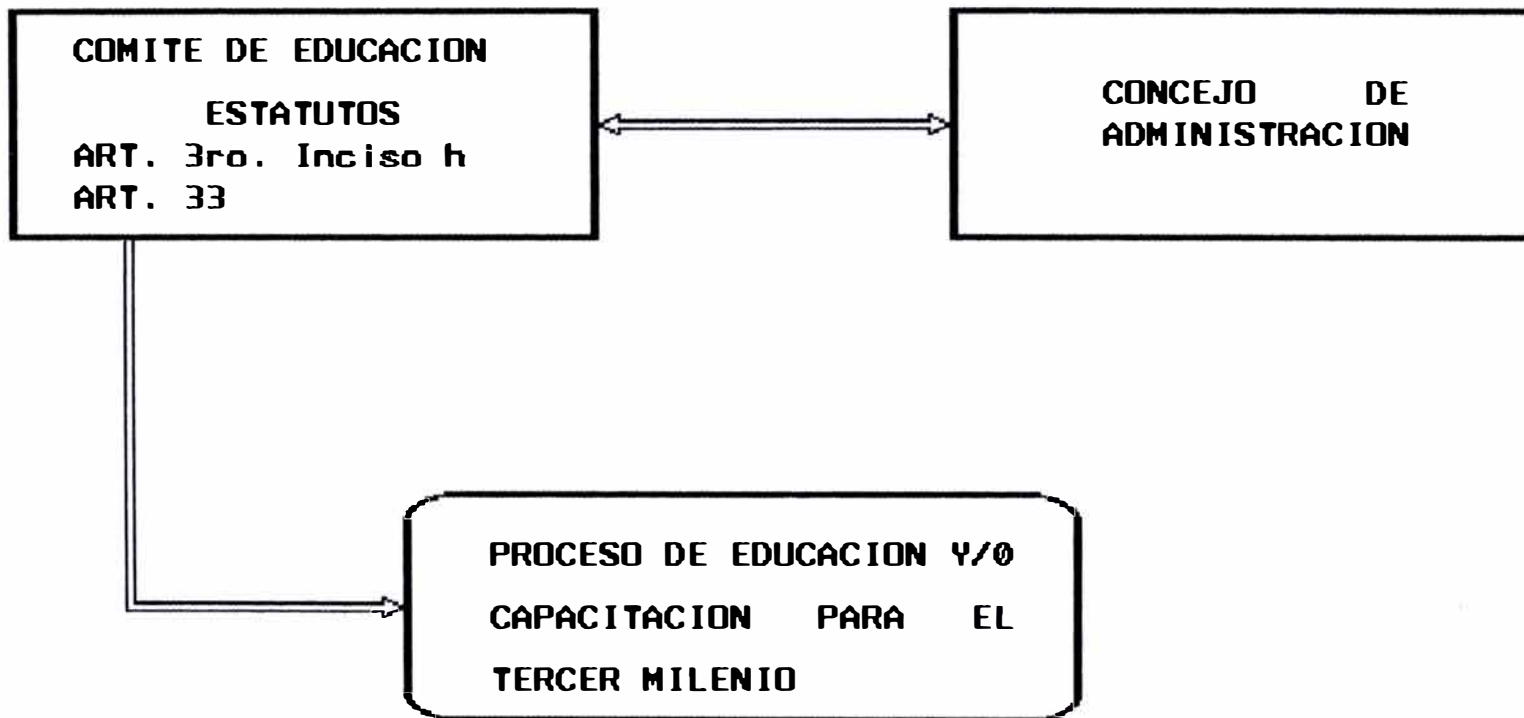 COMITE DE EDUCACION
ESTATUTOS
ART. 3ro. Inciso h
ART. 33
CONCEJO DE
ADMINISTRACION
PROCESO DE EDUCACION Y/0
CAPACITACION PARA EL
TERCER MILENIO